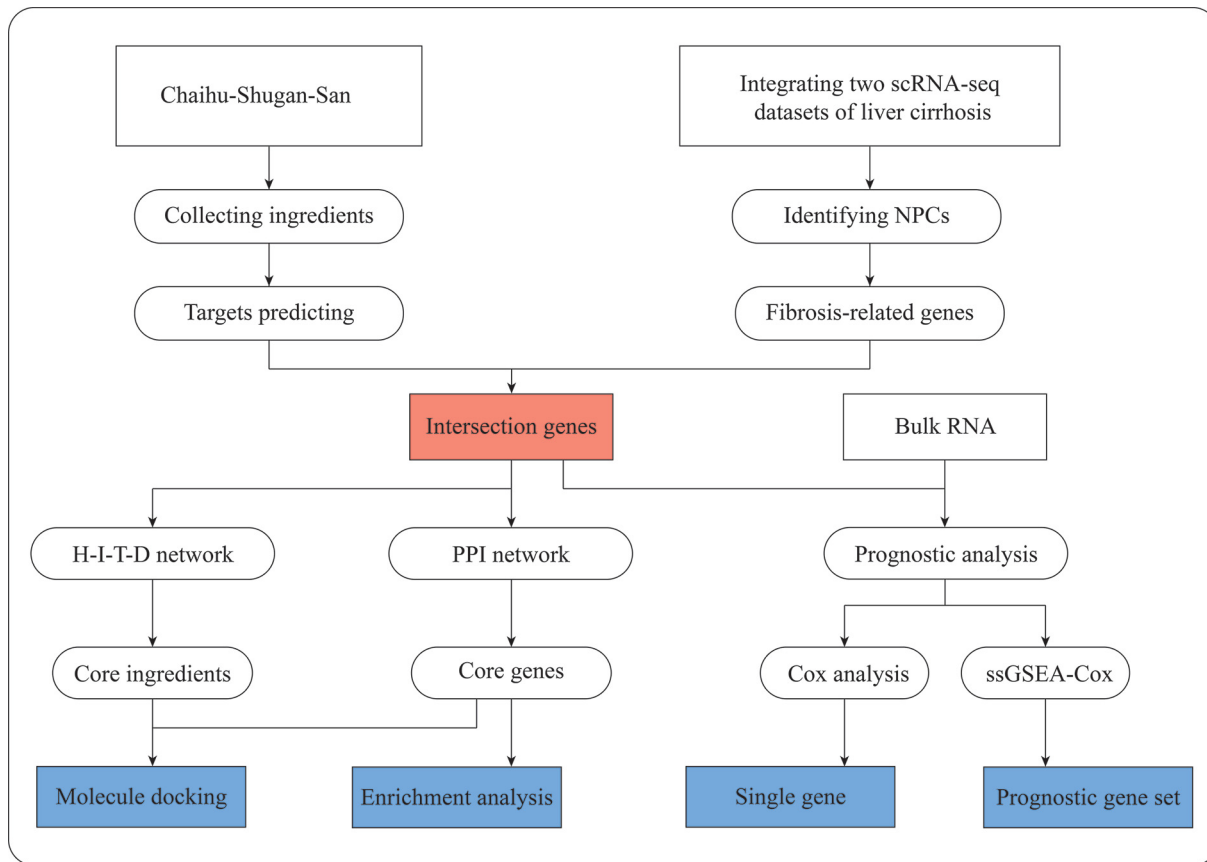 Chaihu-Shugan-San
Integrating two scRNA-seq
datasets of liver cirrhosis
Collecting ingredients
Identifying NPCs
Targets predicting
Fibrosis-related genes
Intersection genes
Bulk RNA
H-I-T-D network
PPI network
Prognostic analysis
Core ingredients
Core genes
Cox analysis
ssGSEA-Cox
Molecule docking
Enrichment analysis
Single gene
Prognostic gene set